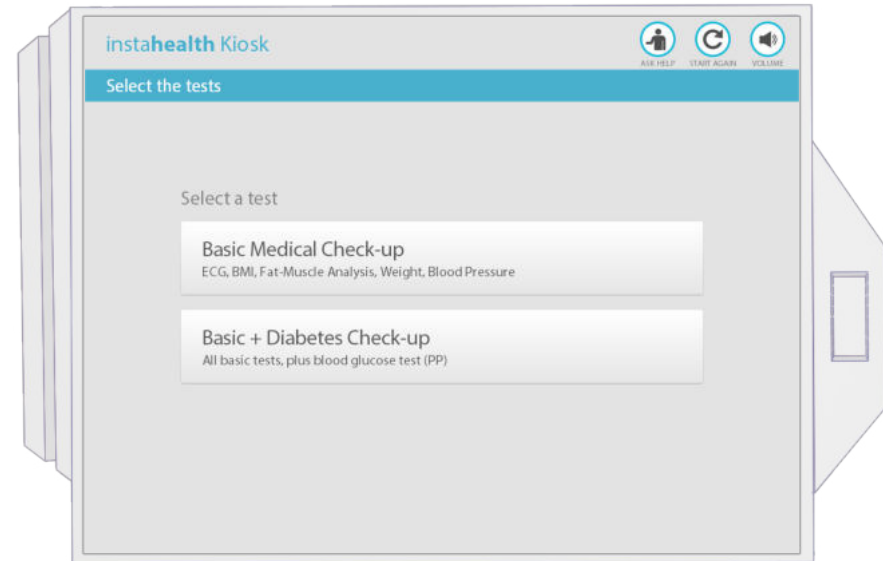 instahealth Kiosk
ASK HELP
START AGAIN
VOLUME
Select the tests
Select a test
Basic Medical Check-up
ECG, BMI, Fat-Muscle Analysis, Weight, Blood Pressure
Basic + Diabetes Check-up
All basic tests, plus blood glucose test (PP)